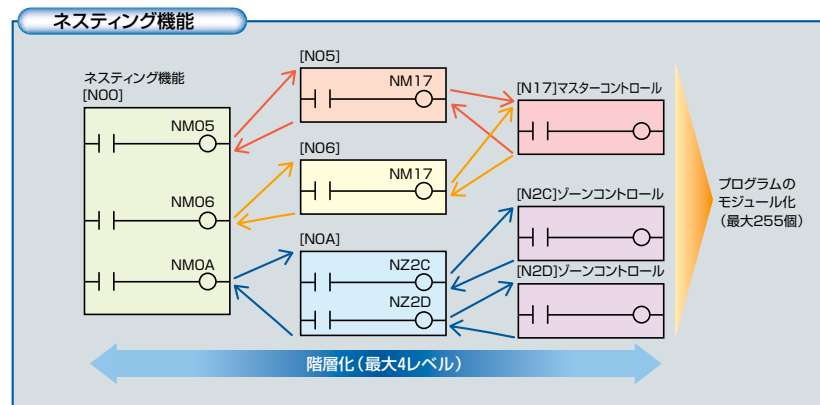 ネスティング機能
ネスティング機能
[N00]
NM05
NM06
NM0A
[N05]
NM17
[N06]
NM17
[N0A]
NZ2C
NZ2D
[N17]マスターコントロール
[N2C]ゾーンコントロール
[N2D]ゾーンコントロール
プログラムの
モジュール化
(最大255個)
階層化(最大4レベル)